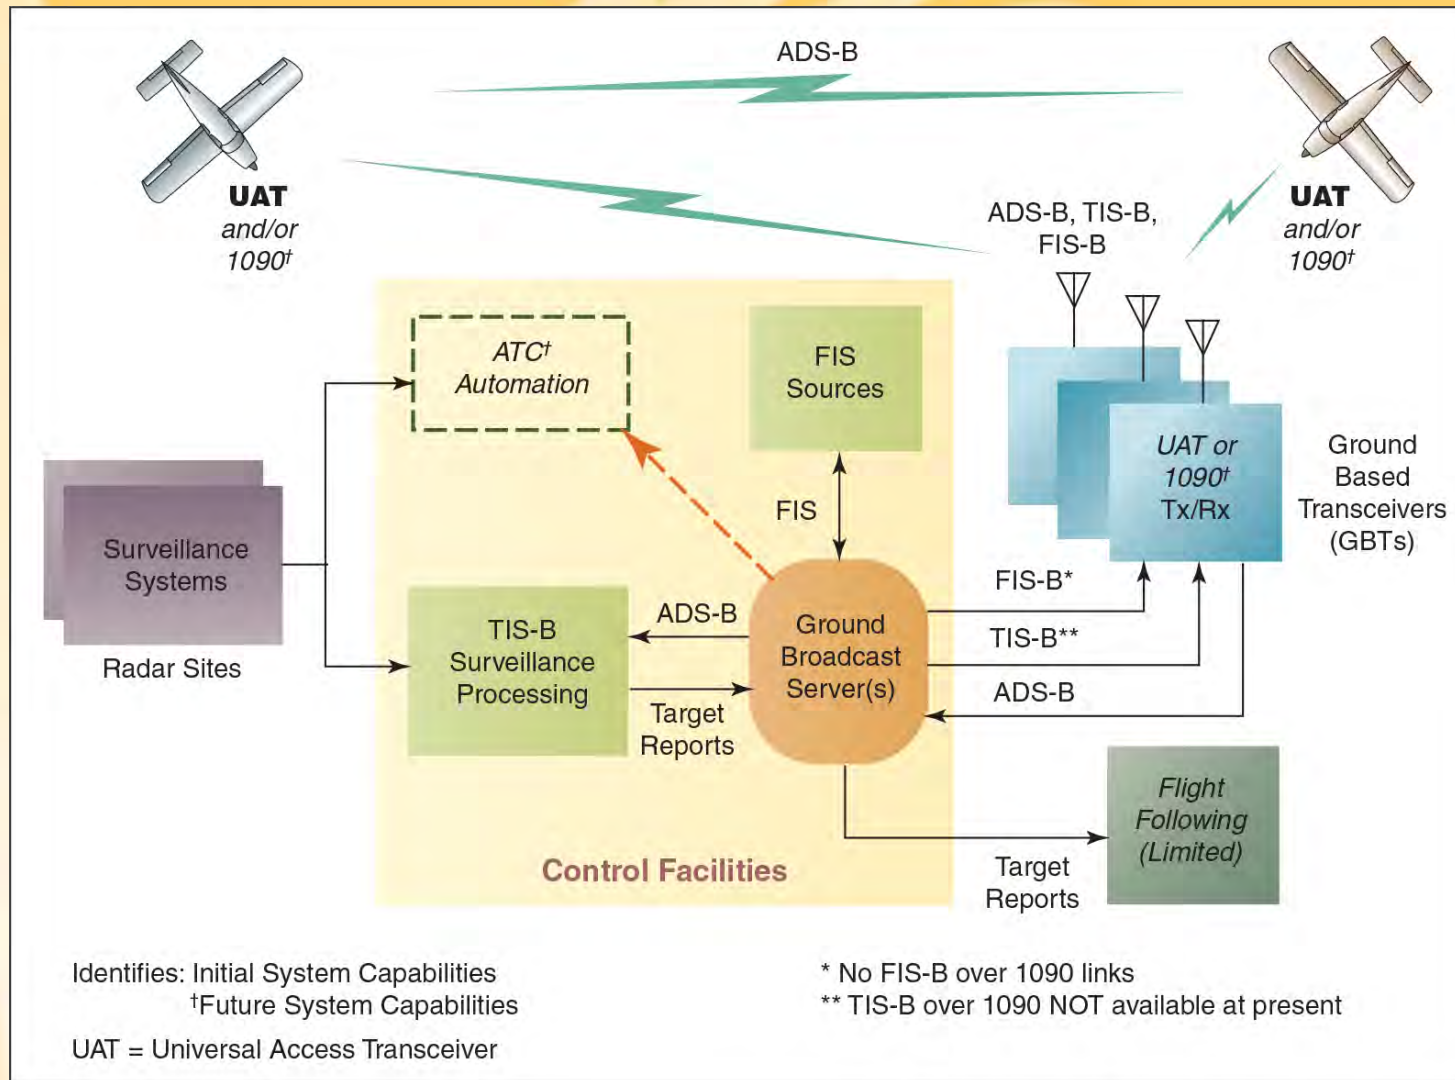 ADS-B
UAT
and/or
1090†
UAT
and/or
1090†
ADS-B, TIS-B,
FIS-B
ATC†
Automation
FIS
Sources
UAT or
1090†
Tx/Rx
Ground
Based
Transceivers
(GBTs)
Surveillance
Systems
Radar Sites
FIS
TIS-B
Surveillance
Processing
ADS-B
Target
Reports
Ground
Broadcast
Server(s)
FIS-B*
TIS-B**
ADS-B
Flight
Following
(Limited)
Target
Reports
Control Facilities
Identifies: Initial System Capabilities
†Future System Capabilities
UAT = Universal Access Transceiver
* No FIS-B over 1090 links
** TIS-B over 1090 NOT available at present